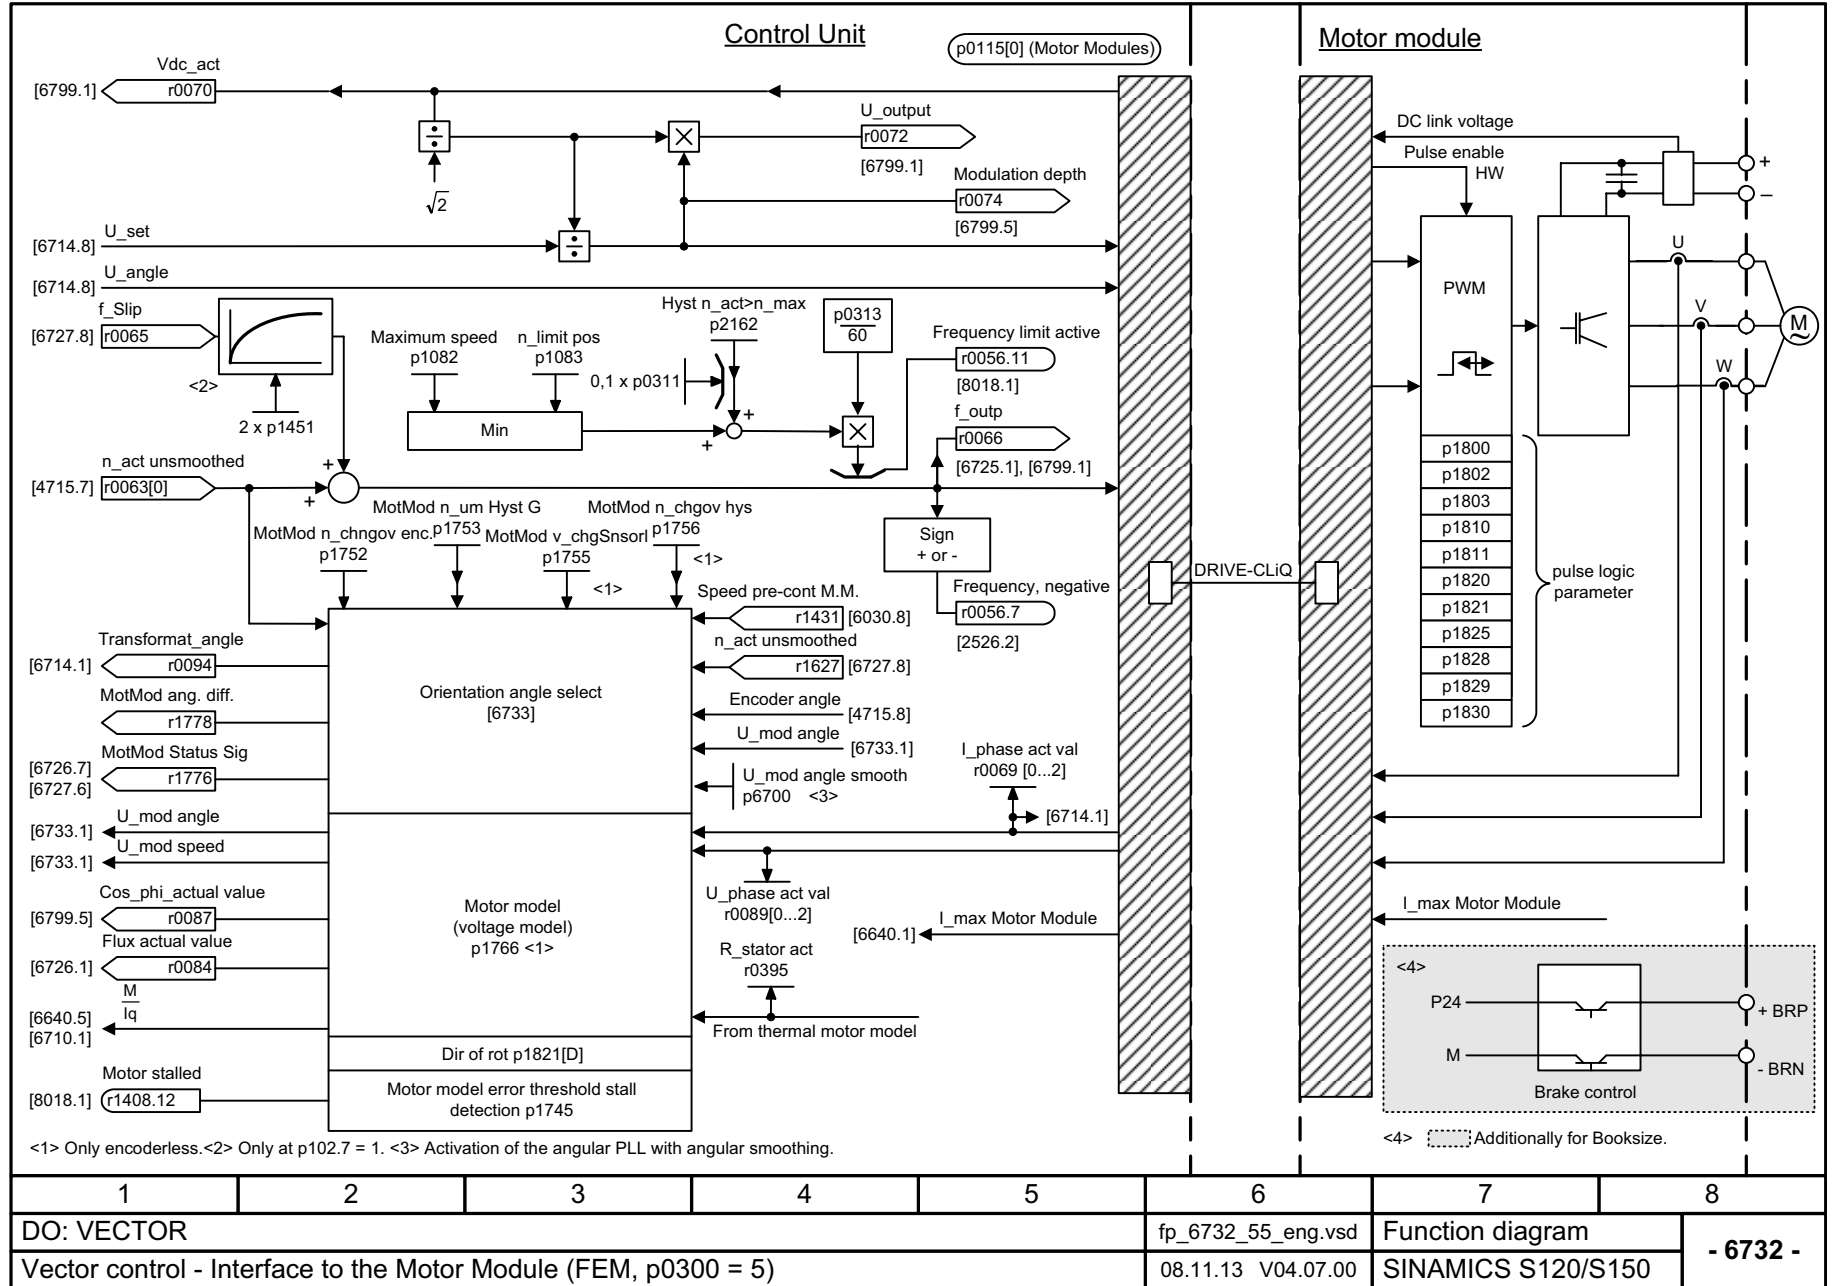 Control Unit
p0115[0] (Motor Modules)
Motor module
Vdc_act
[6799.1]
r0070
U_output
r0072
[6799.1]
÷
×
√2
Modulation depth
r0074
[6799.5]
U_set
[6714.8]
÷
U_angle
[6714.8]
f_Slip
[6727.8]
r0065
<2>
2 x p1451
Maximum speed
p1082
n_limit pos
p1083
Hyst n_act>n_max
p2162
0,1 x p0311
p0313
60
Min
+
+
×
Frequency limit active
r0056.11
[8018.1]
f_outp
r0066
[6725.1], [6799.1]
n_act unsmoothed
[4715.7]
r0063[0]
+
+
Sign
+ or -
Frequency, negative
r0056.7
[2526.2]
MotMod n_chngov enc.
p1752
MotMod n_um Hyst G
p1753
MotMod v_chgSnsorl
p1755
<1>
MotMod n_chgov hys
p1756
<1>
Speed pre-cont M.M.
r1431
[6030.8]
n_act unsmoothed
r1627
[6727.8]
Encoder angle
[4715.8]
U_mod angle
[6733.1]
U_mod angle smooth
p6700 <3>
Transformat_angle
[6714.1]
r0094
MotMod ang. diff.
r1778
MotMod Status Sig
[6726.7]
[6727.6]
r1776
Orientation angle select
[6733]
U_mod angle
[6733.1]
U_mod speed
[6733.1]
Cos_phi_actual value
[6799.5]
r0087
Flux actual value
[6726.1]
r0084
M
Iq
[6640.5]
[6710.1]
Motor stalled
[8018.1]
r1408.12
Motor model
(voltage model)
p1766 <1>
Dir of rot p1821[D]
Motor model error threshold stall
detection p1745
I_phase act val
r0069 [0...2]
[6714.1]
U_phase act val
r0089[0...2]
I_max Motor Module
[6640.1]
R_stator act
r0395
From thermal motor model
DRIVE-CLiQ
DC link voltage
Pulse enable
HW
+
–
PWM
U
V
W
M
~
p1800
p1802
p1803
p1810
p1811
p1820
p1821
p1825
p1828
p1829
p1830
pulse logic
parameter
I_max Motor Module
<4>
P24
+ BRP
M
- BRN
Brake control
<4> Additionally for Booksize.
<1> Only encoderless.<2> Only at p102.7 = 1. <3> Activation of the angular PLL with angular smoothing.
1 2 3 4 5 6 7 8
DO: VECTOR
fp_6732_55_eng.vsd
Function diagram
- 6732 -
Vector control - Interface to the Motor Module (FEM, p0300 = 5)
08.11.13 V04.07.00
SINAMICS S120/S150